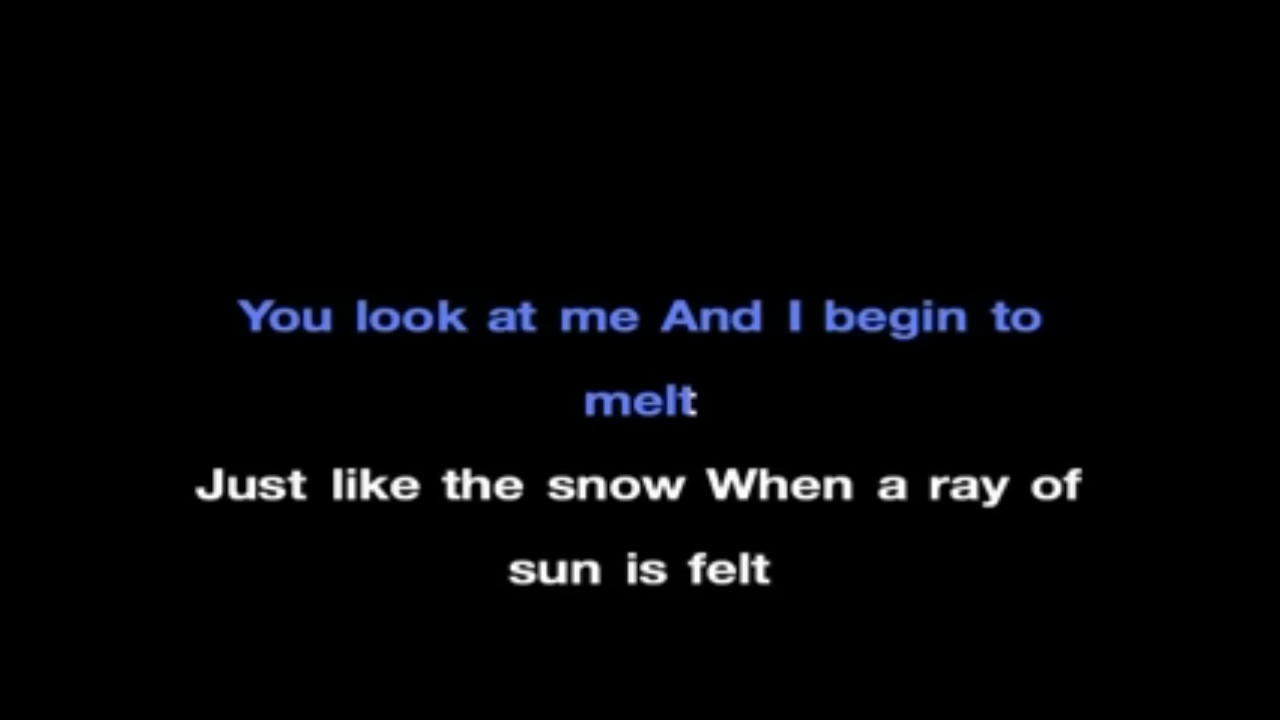 You look at me And I begin to
melt
Just like the snow When a ray of
sun is felt